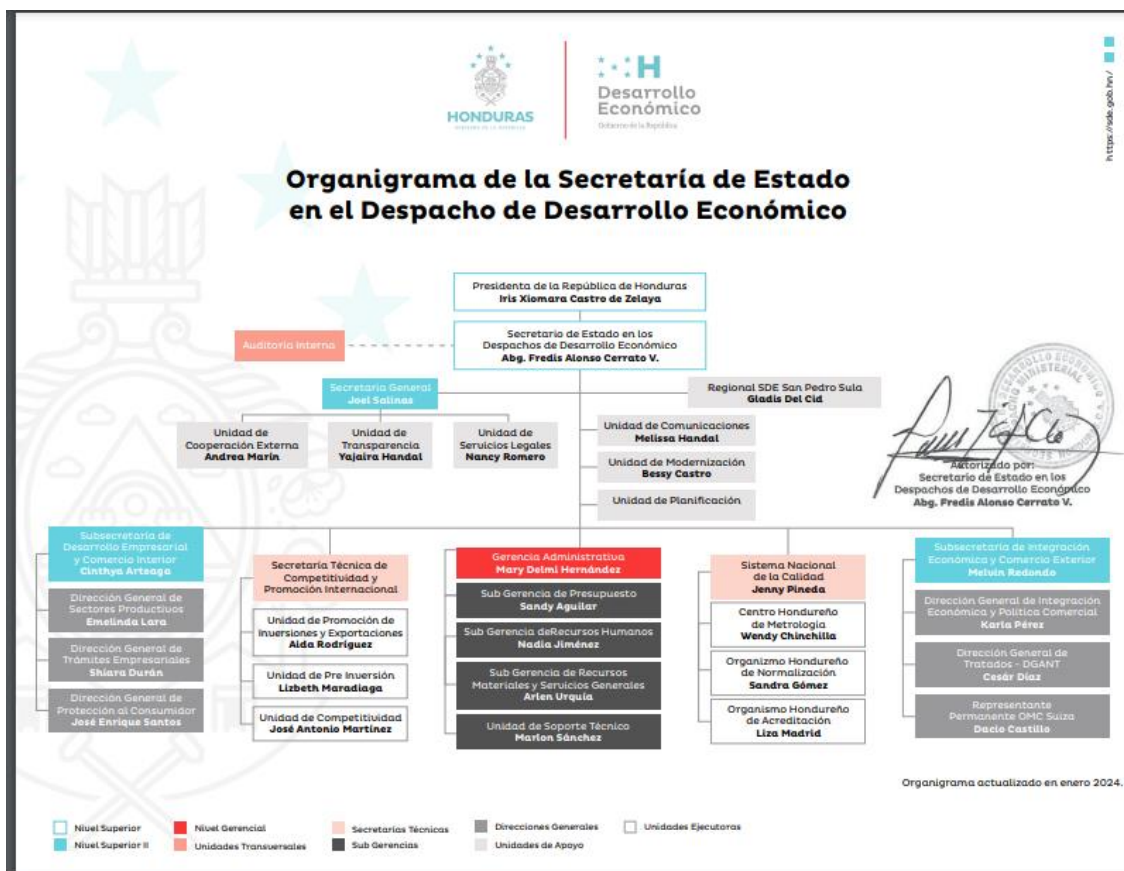 HONDURAS
GOBIERNO DE LA REPÚBLICA
H
Desarrollo
Económico
Gobierno de la República
https://sde.gob.hn/
Organigrama de la Secretaría de Estado
en el Despacho de Desarrollo Económico
Presidenta de la República de Honduras
Iris Xiomara Castro de Zelaya
Auditoria Interna
Secretario de Estado en los
Despachos de Desarrollo Económico
Abg. Fredis Alonso Cerrato V.
Secretaria General
Joel Salinas
Regional SDE San Pedro Sula
Gladis Del Cid
Unidad de
Cooperación Externa
Andrea Marín
Unidad de
Transparencia
Yajaira Handal
Unidad de
Servicios Legales
Nancy Romero
Unidad de Comunicaciones
Melissa Handal
Unidad de Modernización
Bessy Castro
Unidad de Planificación
Autorizado por:
Secretario de Estado en los
Despachos de Desarrollo Económico
Abg. Fredis Alonso Cerrato V.
Subsecretaría de
Desarrollo Empresarial
y Comercio Interior
Cinthya Arteaga
Dirección General de
Sectores Productivos
Emelinda Lara
Dirección General de
Trámites Empresariales
Shiara Durán
Dirección General de
Protección al Consumidor
José Enrique Santos
Secretaría Técnica de
Competitividad y
Promoción Internacional
Unidad de Promoción de
Inversiones y Exportaciones
Aida Rodríguez
Unidad de Pre Inversión
Lizbeth Maradiaga
Unidad de Competitividad
José Antonio Martínez
Gerencia Administrativa
Mary Delmi Hernández
Sub Gerencia de Presupuesto
Sandy Aguilar
Sub Gerencia deRecursos Humanos
Nadia Jiménez
Sub Gerencia de Recursos
Materiales y Servicios Generales
Arlen Urquía
Unidad de Soporte Técnico
Marlon Sánchez
Sistema Nacional
de la Calidad
Jenny Pineda
Centro Hondureño
de Metrología
Wendy Chinchilla
Organizmo Hondureño
de Normalización
Sandra Gómez
Organismo Hondureño
de Acreditación
Liza Madrid
Subsecretaría de Integración
Económica y Comercio Exterior
Melvin Redondo
Dirección General de Integración
Económica y Política Comercial
Karla Pérez
Dirección General de
Tratados - DGANT
Cesár Díaz
Representante
Permanente OMC Suiza
Dacio Castillo
Organigrama actualizado en enero 2024.
Nivel Superior
Nivel Superior II
Nivel Gerencial
Unidades Transversales
Secretarías Técnicas
Sub Gerencias
Direcciones Generales
Unidades de Apoyo
Unidades Ejecutoras